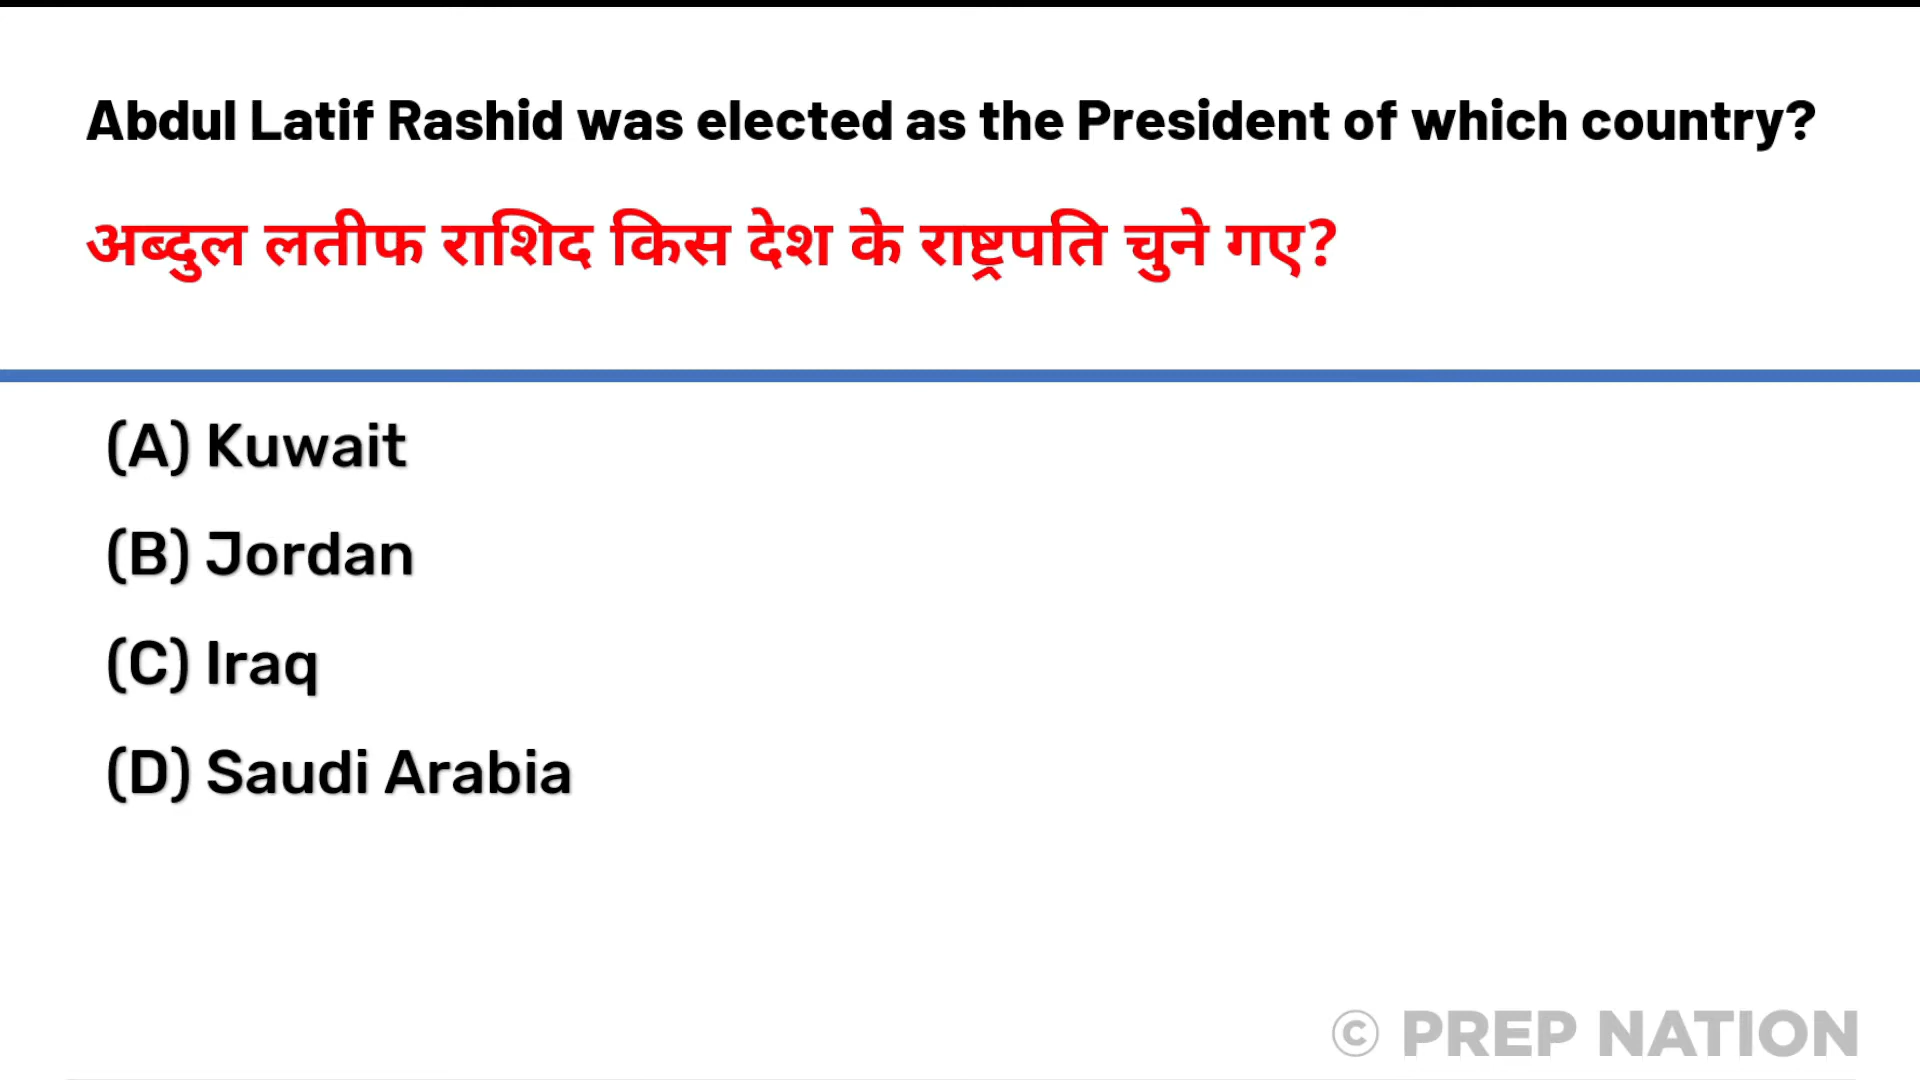 Abdul Latif Rashid was elected as the President of which country?
अब्दुल लतीफ राशिद किस देश के राष्ट्रपति चुने गए?
(A) Kuwait
(B) Jordan
(C) Iraq
(D) Saudi Arabia
© PREP NATION